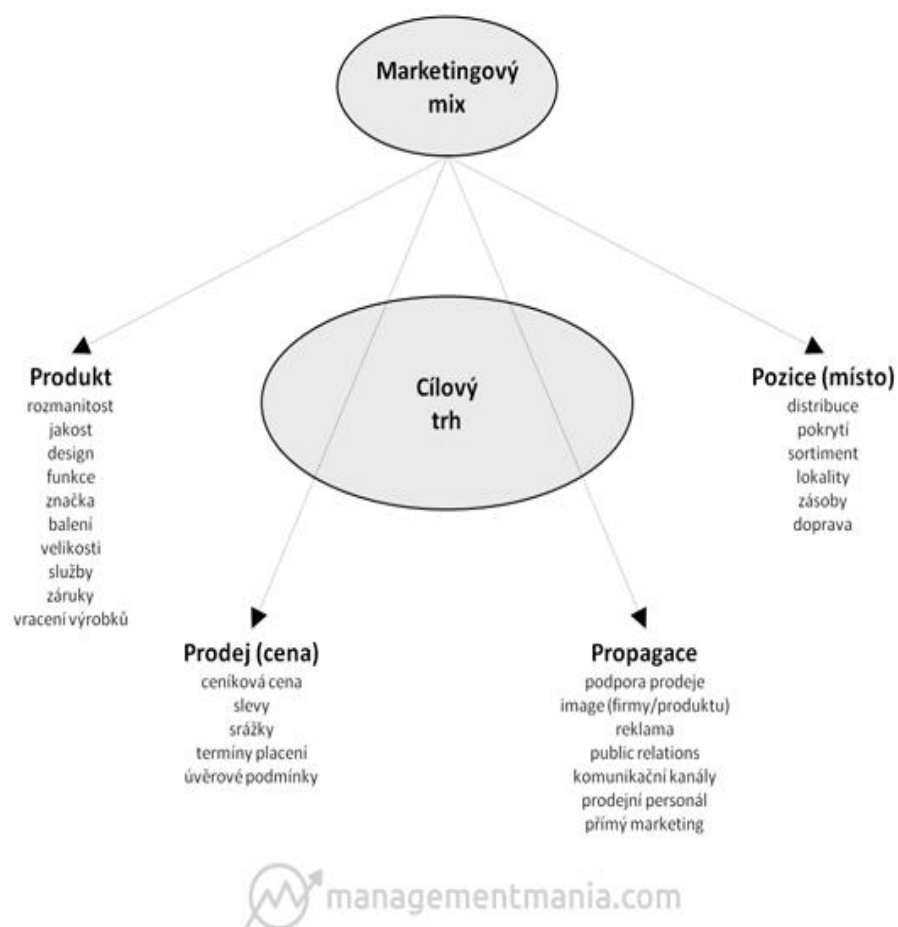 Marketingový
mix
Cílový
trh
Produkt
rozmanitost
jakost
design
funkce
značka
balení
velikosti
služby
záruky
vracení výrobků
Pozice (místo)
distribuce
pokrytí
sortiment
lokality
zásoby
doprava
Prodej (cena)
ceníková cena
slevy
srážky
termíny placení
úvěrové podmínky
Propagace
podpora prodeje
image (firmy/produktu)
reklama
public relations
komunikační kanály
prodejní personál
přímý marketing
managementmania.com